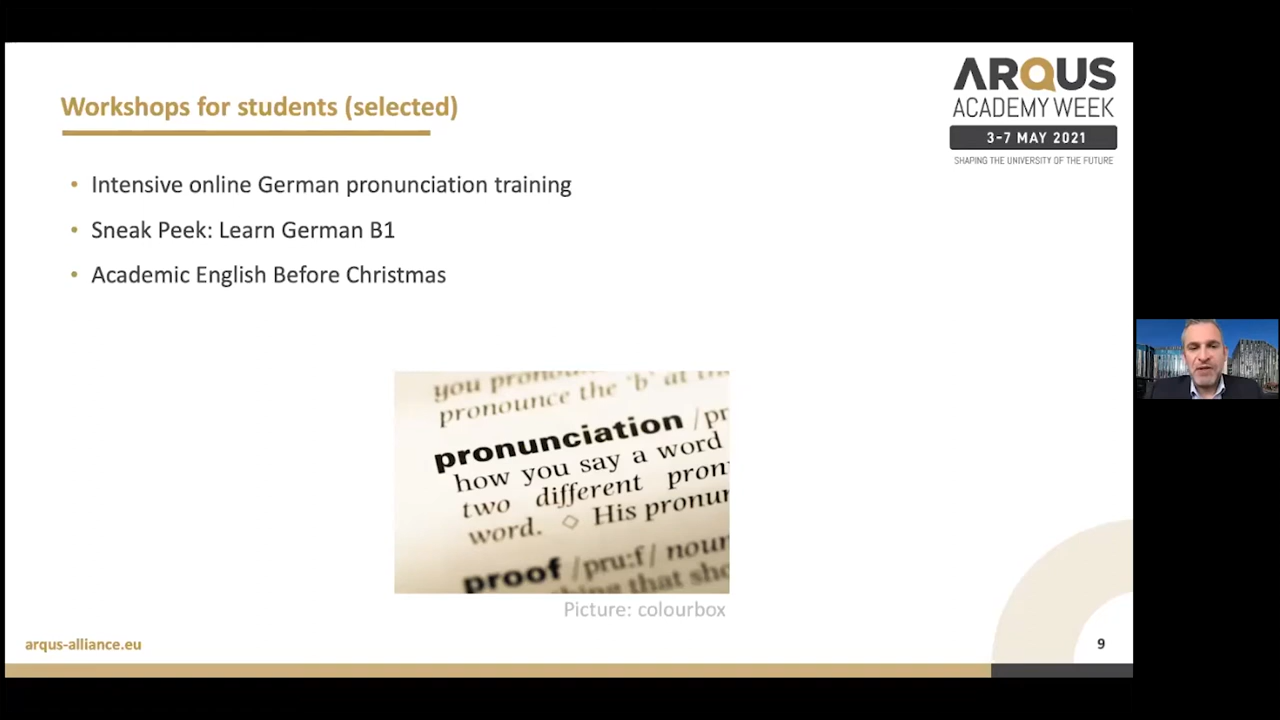 ARQUS
ACADEMY WEEK
3-7 MAY 2021
SHAPING THE UNIVERSITY OF THE FUTURE
Workshops for students (selected)
• Intensive online German pronunciation training
• Sneak Peek: Learn German B1
• Academic English Before Christmas
you pronou
pronounce the 'b' at th
pronunciation /pr
how you say a word
two different pron
word. ◇ His pronun
proof /pruːf/ noun
thing that sho
Picture: colourbox
arqus-alliance.eu
9